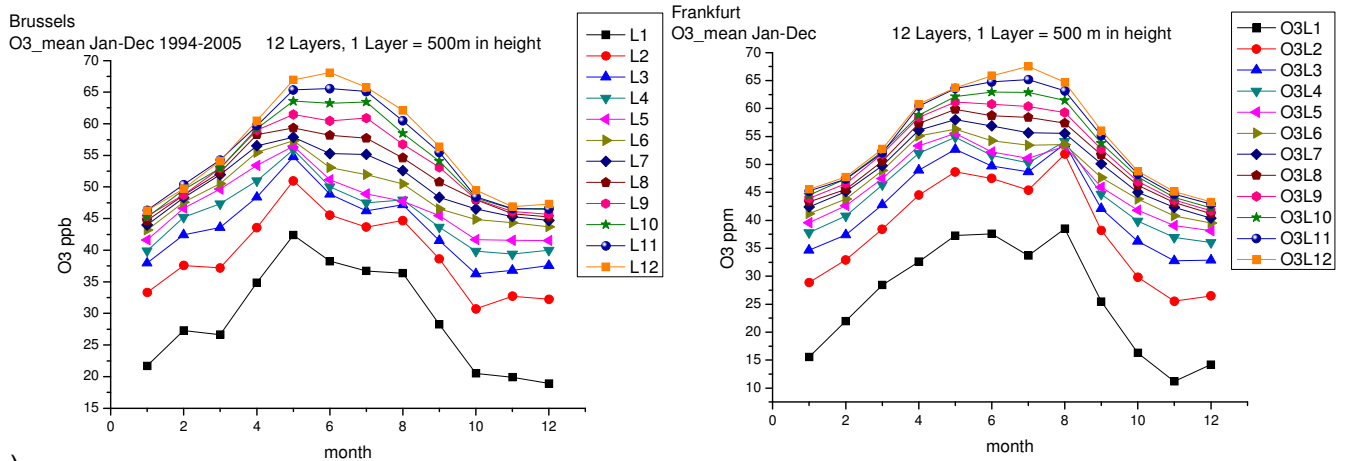 Brussels
O3_mean Jan-Dec 1994-2005 12 Layers, 1 Layer = 500m in height
70
65
60
55
50
45
40
35
30
25
20
15
O3 ppb
0 2 4 6 8 10 12
month
L1
L2
L3
L4
L5
L6
L7
L8
L9
L10
L11
L12
Frankfurt
O3_mean Jan-Dec 12 Layers, 1 Layer = 500 m in height
70
65
60
55
50
45
40
35
30
25
20
15
10
O3 ppm
0 2 4 6 8 10 12
month
O3L1
O3L2
O3L3
O3L4
O3L5
O3L6
O3L7
O3L8
O3L9
O3L10
O3L11
O3L12